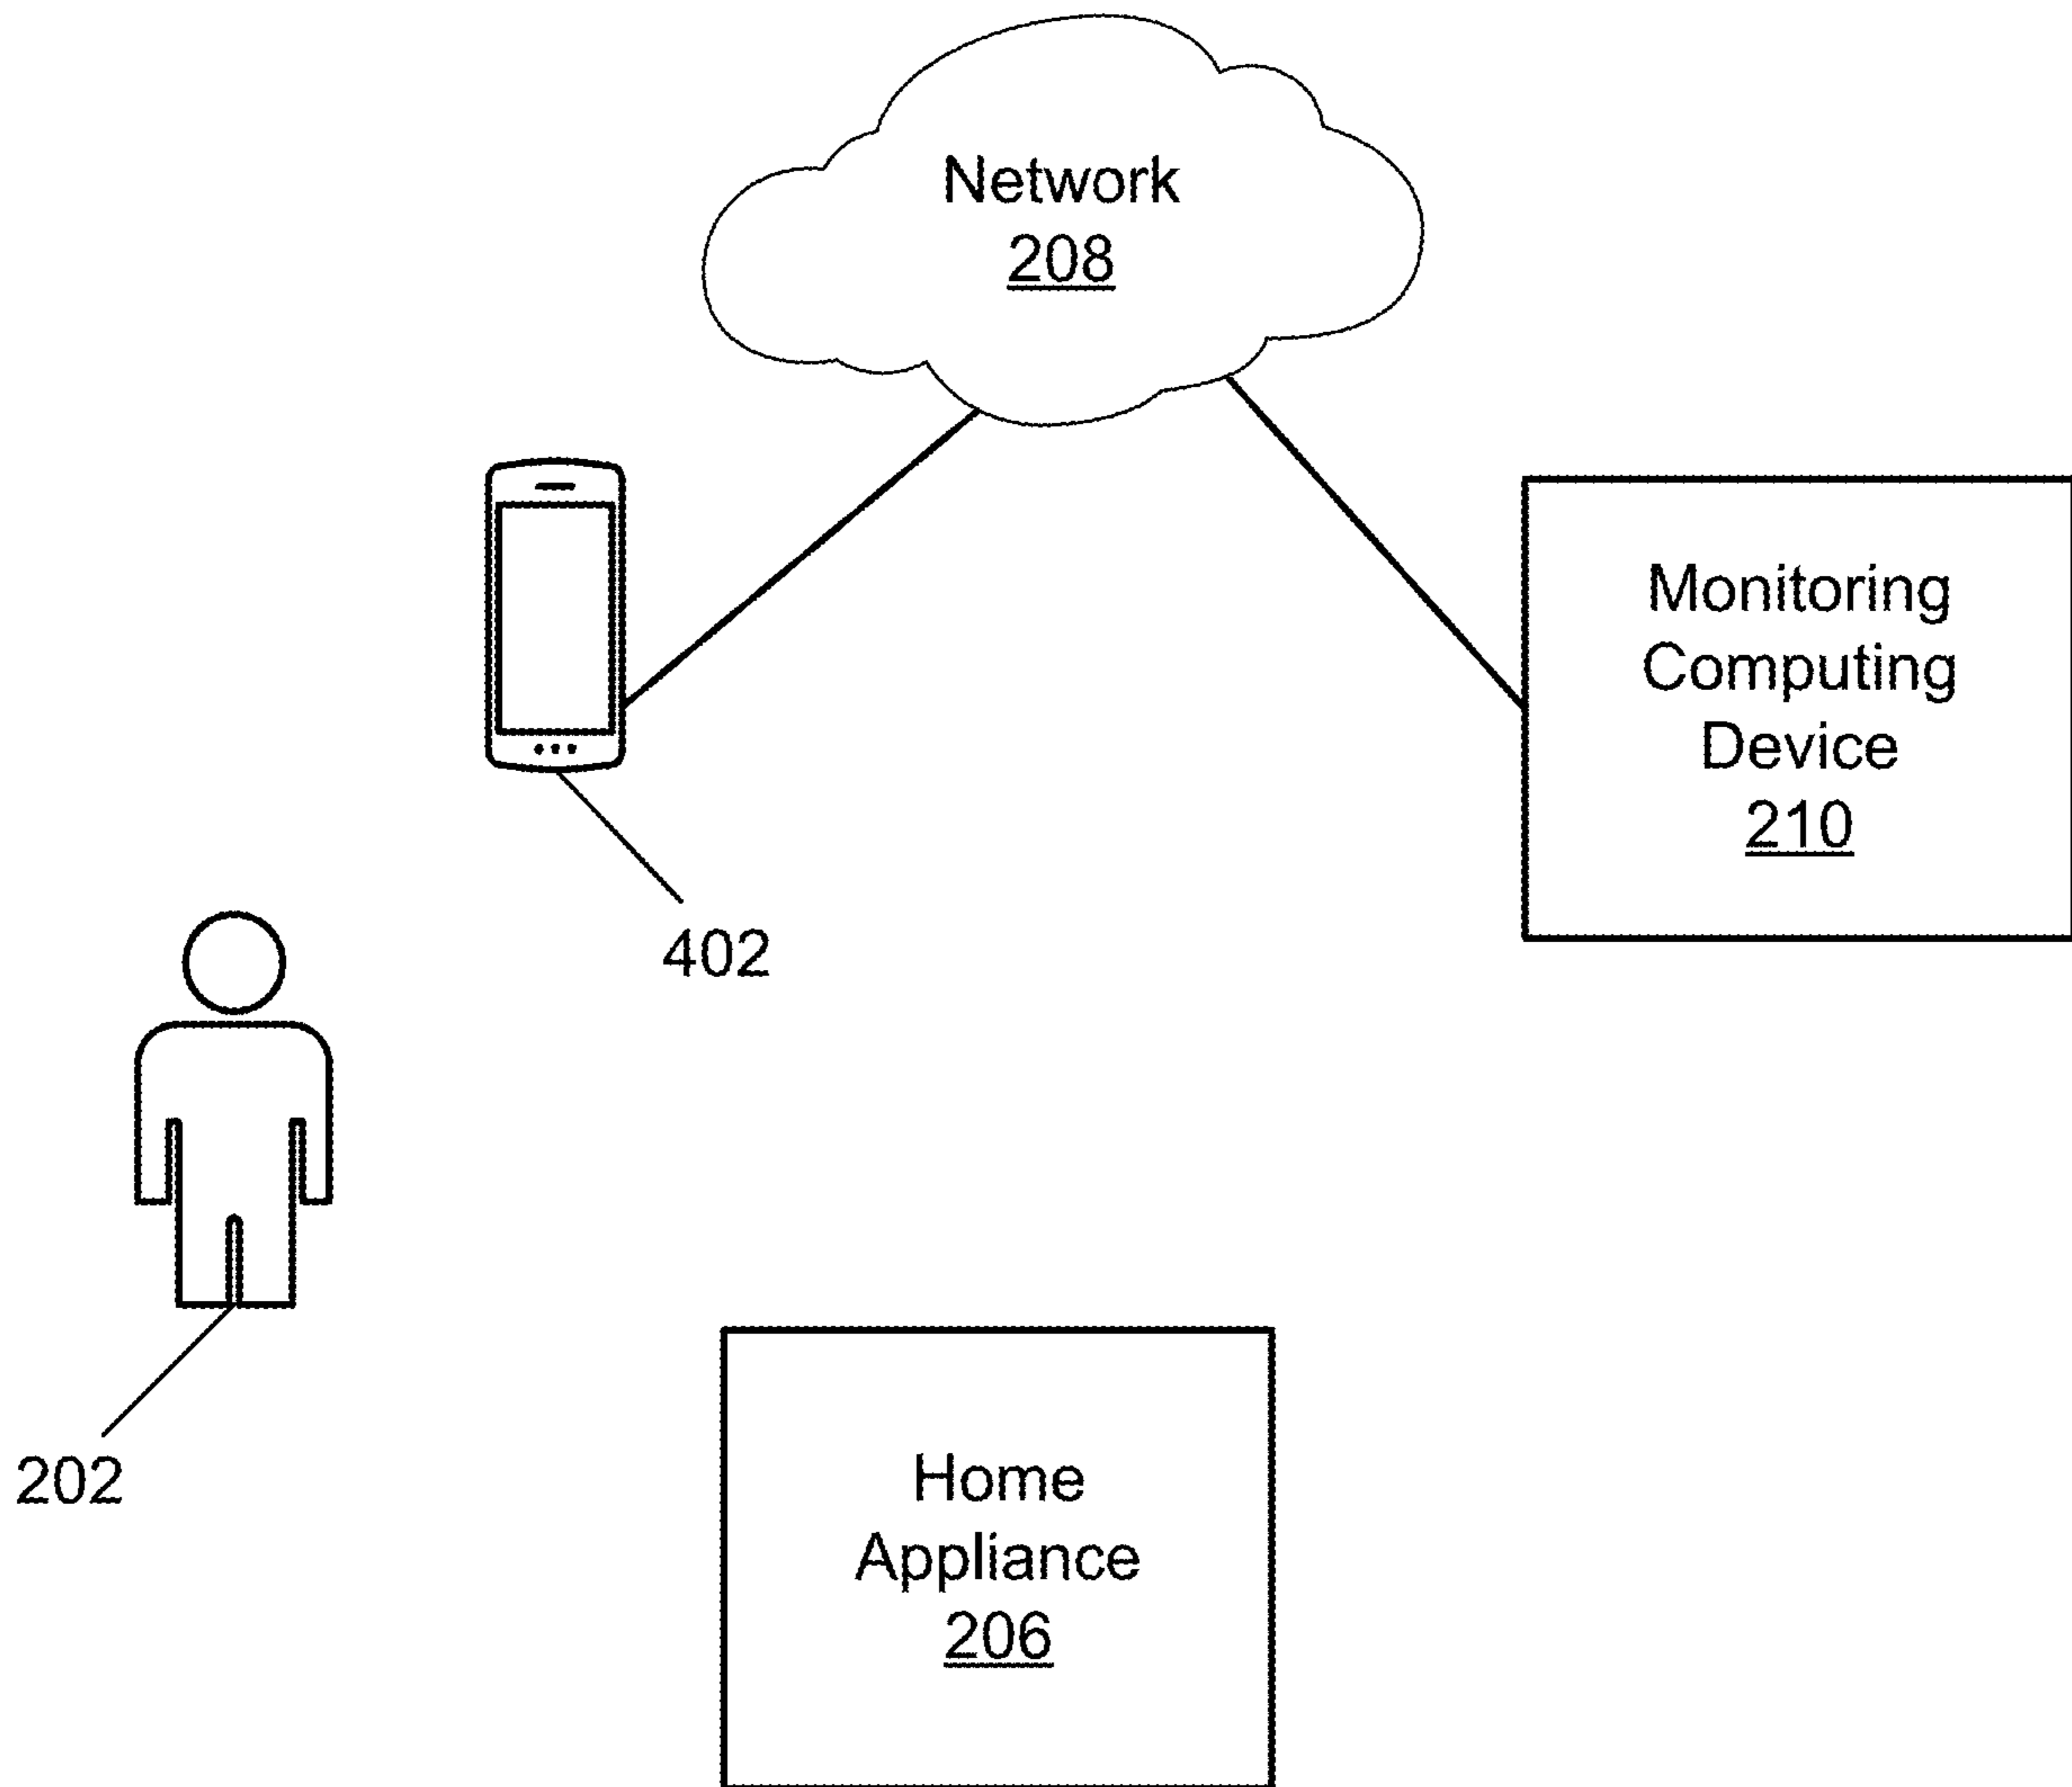 Network
208
Monitoring
Computing
Device
210
402
202
Home
Appliance
206